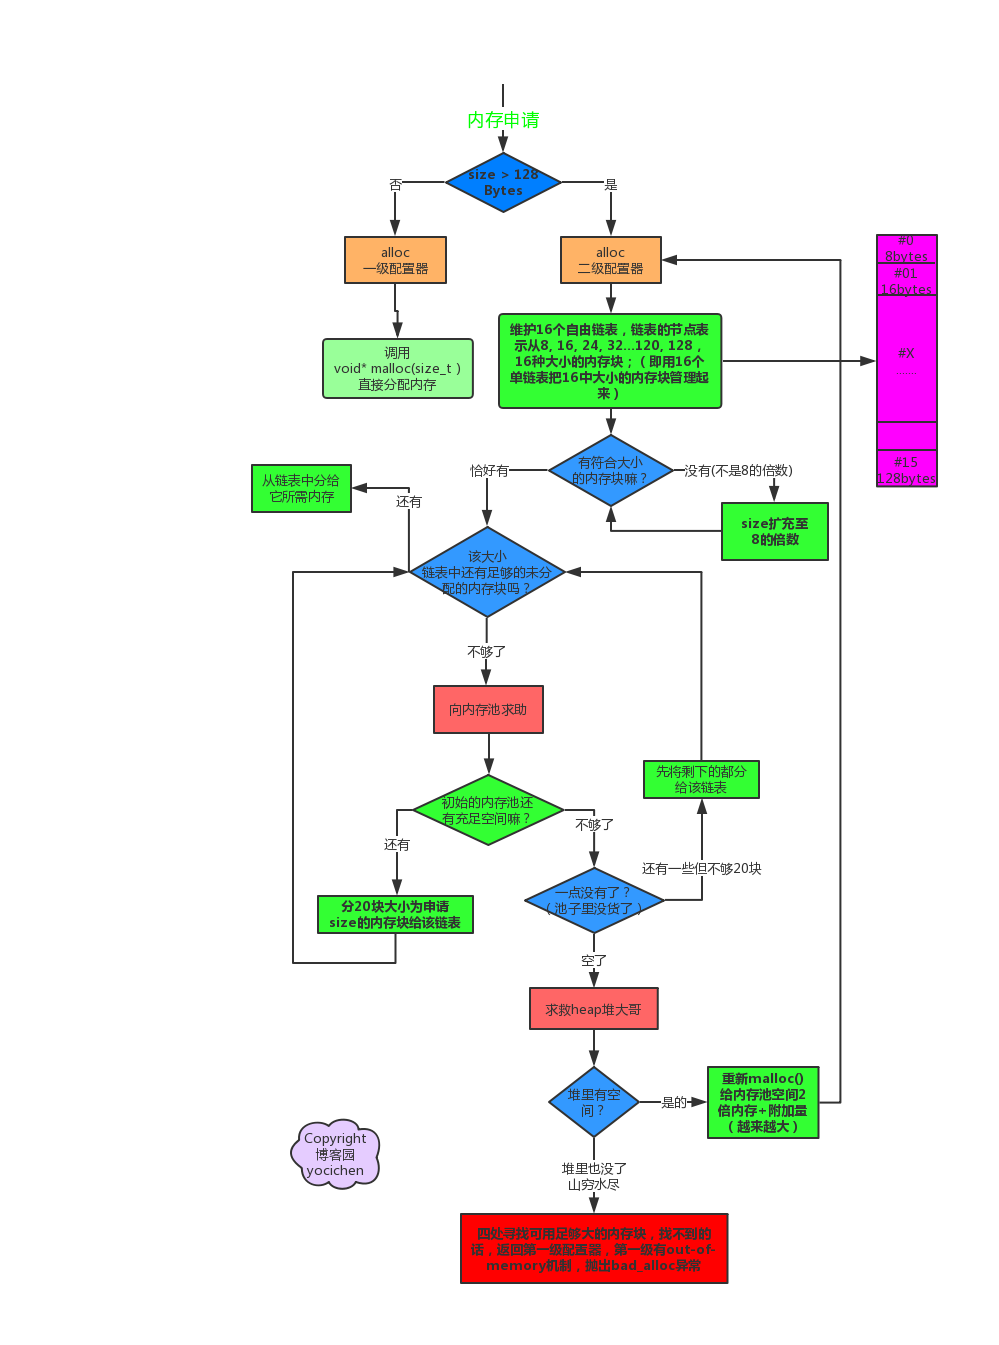 内存申请
size > 128
Bytes
否
是
alloc
一级配置器
alloc
二级配置器
#0
8bytes
#01
16bytes
#X
.......
#15
128bytes
调用
void* malloc(size_t )
直接分配内存
维护16个自由链表，链表的节点表
示从8, 16, 24, 32...120, 128，
16种大小的内存块；（ 即用16个
单链表把16中大小的内存块管理起
来 ）
有符合大小
的内存块嘛？
恰好有
没有(不是8的倍数)
size扩充至
8的倍数
从链表中分给
它所需内存
还有
该大小
链表中还有足够的未分
配的内存块吗？
不够了
向内存池求助
初始的内存池还
有充足空间嘛？
还有
不够了
先将剩下的都分
给该链表
还有一些但不够20块
分20块大小为申请
size的内存块给该链表
一点没有了？
（ 池子里没货了 ）
空了
求救heap堆大哥
堆里有空
间？
是的
重新malloc()
给内存池空间2
倍内存+附加量
（ 越来越大 ）
堆里也没了
山穷水尽
四处寻找可用足够大的内存块，找不到的
话，返回第一级配置器，第一级有out-of-
memory机制，抛出bad_alloc异常
Copyright
博客园
yocichen